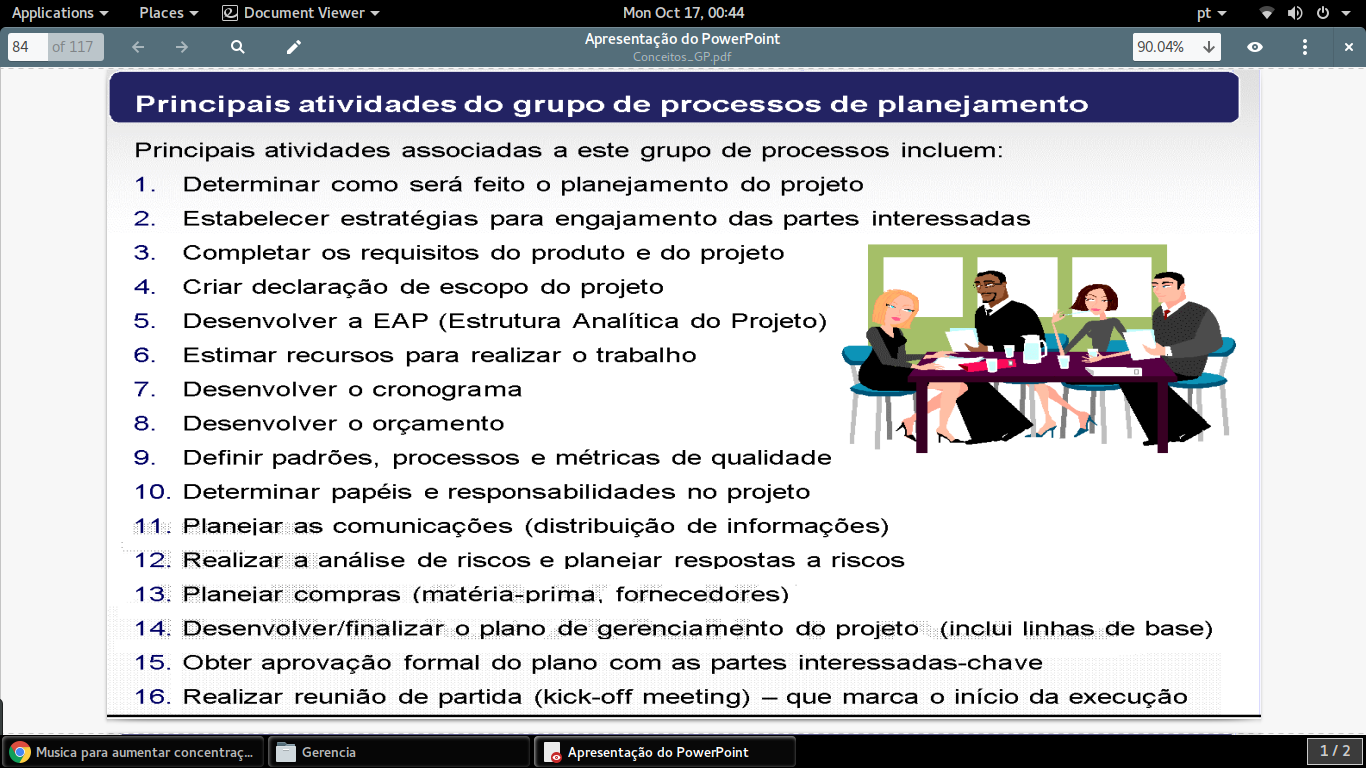 Applications Places Document Viewer Mon Oct 17, 00:44 pt
84 of 117 Apresentação do PowerPoint 90.04%
Conceitos_GP.pdf
Principais atividades do grupo de processos de planejamento
Principais atividades associadas a este grupo de processos incluem:
1. Determinar como será feito o planejamento do projeto
2. Estabelecer estratégias para engajamento das partes interessadas
3. Completar os requisitos do produto e do projeto
4. Criar declaração de escopo do projeto
5. Desenvolver a EAP (Estrutura Analítica do Projeto)
6. Estimar recursos para realizar o trabalho
7. Desenvolver o cronograma
8. Desenvolver o orçamento
9. Definir padrões, processos e métricas de qualidade
10. Determinar papéis e responsabilidades no projeto
11. Planejar as comunicações (distribuição de informações)
12. Realizar a análise de riscos e planejar respostas a riscos
13. Planejar compras (matéria-prima, fornecedores)
14. Desenvolver/finalizar o plano de gerenciamento do projeto (inclui linhas de base)
15. Obter aprovação formal do plano com as partes interessadas-chave
16. Realizar reunião de partida (kick-off meeting) – que marca o início da execução
Musica para aumentar concentraç... Gerencia Apresentação do PowerPoint 1 / 2